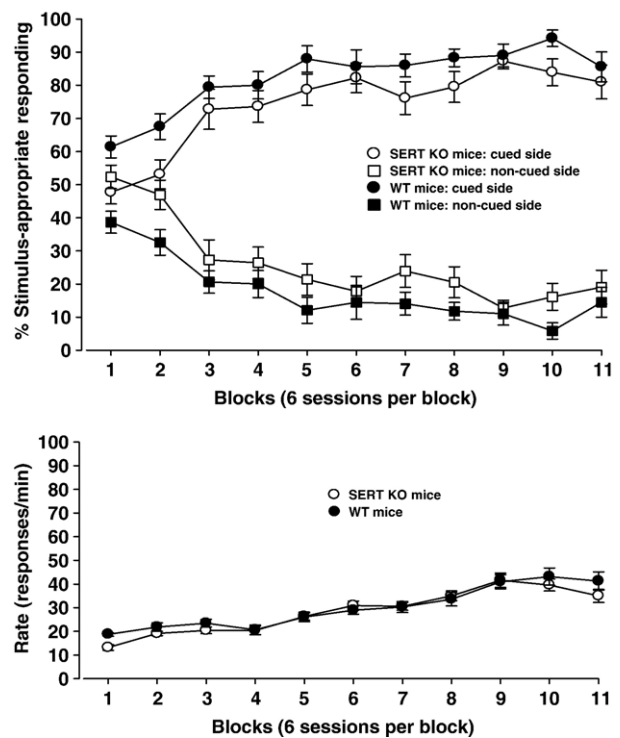 % Stimulus-appropriate responding
100
90
80
70
60
50
40
30
20
10
0
SERT KO mice: cued side
SERT KO mice: non-cued side
WT mice: cued side
WT mice: non-cued side
1 2 3 4 5 6 7 8 9 10 11
Blocks (6 sessions per block)
Rate (responses/min)
100
90
80
70
60
50
40
30
20
10
0
SERT KO mice
WT mice
1 2 3 4 5 6 7 8 9 10 11
Blocks (6 sessions per block)